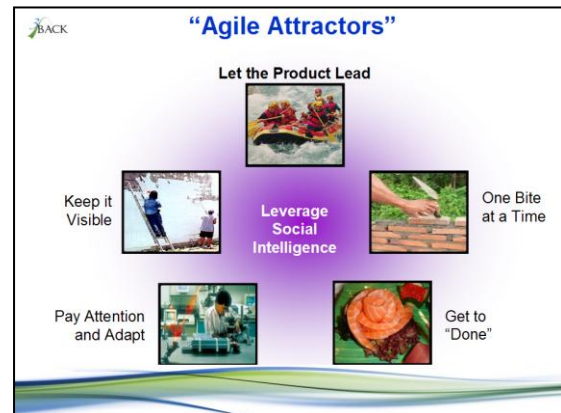 BACK
“Agile Attractors”
Let the Product Lead
Keep it
Visible
Leverage
Social
Intelligence
One Bite
at a Time
Pay Attention
and Adapt
Get to
“Done”